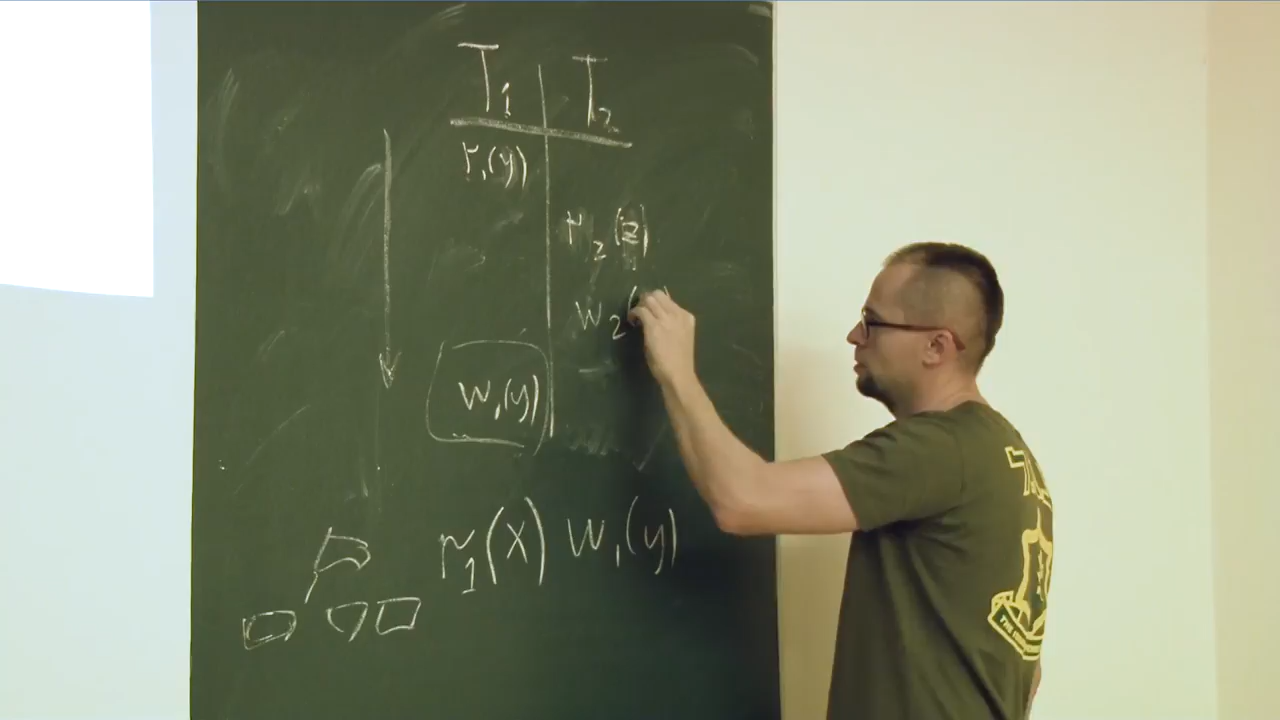 T₁ T₂
r₁(y)
r₂(z)
w₂(
w₁(y)
r₁(x) w₁(y)